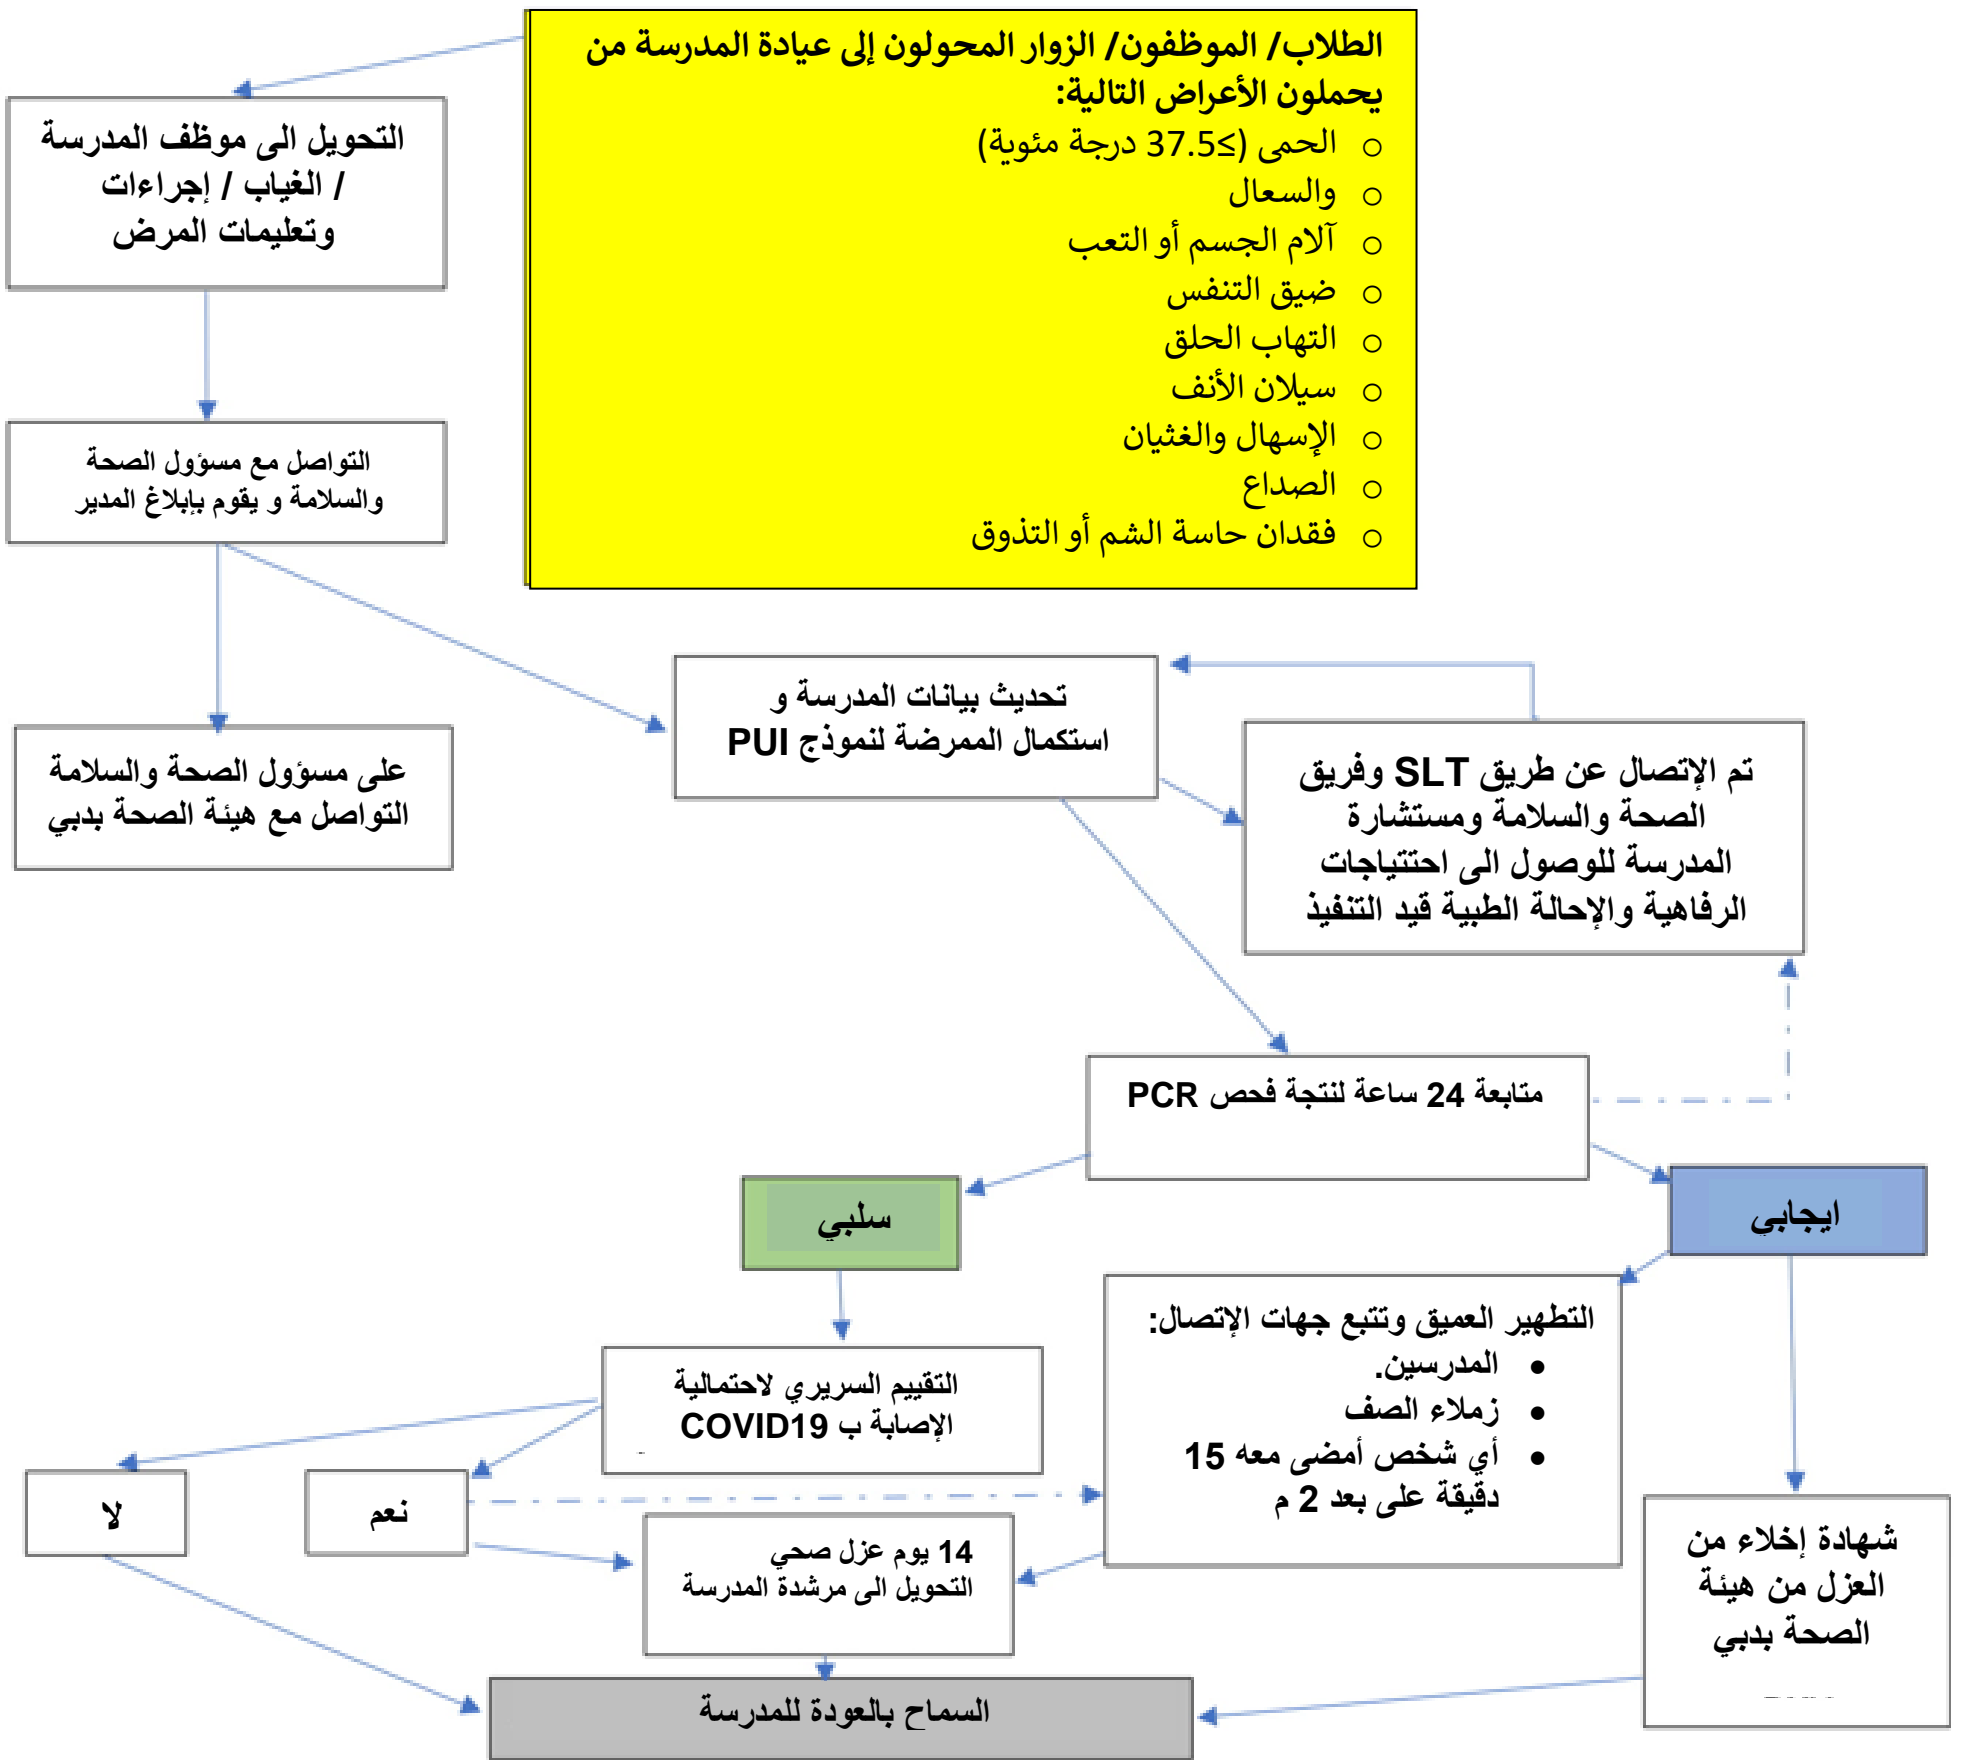 الطلاب/ الموظفون/ الزوار المحولون إلى عيادة المدرسة من
يحملون الأعراض التالية:
o الحمى (≥37.5 درجة مئوية)
o والسعال
o آلام الجسم أو التعب
o ضيق التنفس
o التهاب الحلق
o سيلان الأنف
o الإسهال والغثيان
o الصداع
o فقدان حاسة الشم أو التذوق
التحويل الى موظف المدرسة
/ الغياب / إجراءات
وتعليمات المرض
التواصل مع مسؤول الصحة
والسلامة و يقوم بإبلاغ المدير
على مسؤول الصحة والسلامة
التواصل مع هيئة الصحة بدبي
تحديث بيانات المدرسة و
استكمال الممرضة لنموذج PUI
تم الإتصال عن طريق SLT وفريق
الصحة والسلامة ومستشارة
المدرسة للوصول الى احتتياجات
الرفاهية والإحالة الطبية قيد التنفيذ
متابعة 24 ساعة لنتجة فحص PCR
ايجابي
سلبي
التطهير العميق وتتبع جهات الإتصال:
• المدرسين.
• زملاء الصف
• أي شخص أمضى معه 15
دقيقة على بعد 2 م
التقييم السريري لاحتمالية
الإصابة ب COVID19
نعم
لا
14 يوم عزل صحي
التحويل الى مرشدة المدرسة
شهادة إخلاء من
العزل من هيئة
الصحة بدبي
السماح بالعودة للمدرسة